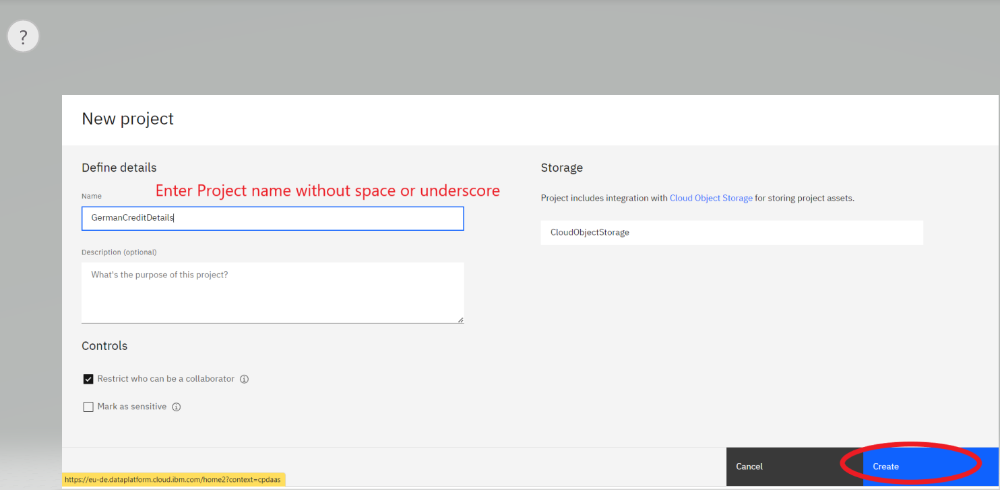 ?
New project
Define details
Enter Project name without space or underscore
Name
GermanCreditDetails
Description (optional)
What's the purpose of this project?
Controls
Restrict who can be a collaborator
Mark as sensitive
Storage
Project includes integration with Cloud Object Storage for storing project assets.
CloudObjectStorage
Cancel
Create
https://eu-de.dataplatform.cloud.ibm.com/home2?context=cpdaas